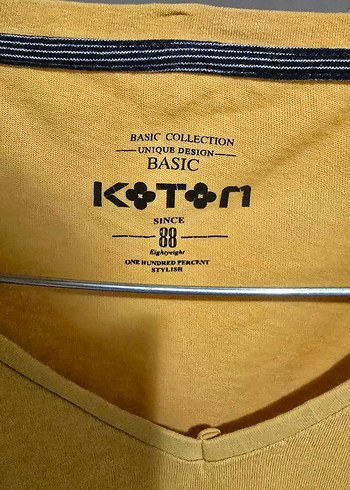 BASIC COLLECTION
UNIQUE DESIGN
BASIC
KOTON
SINCE
88
Eightyeight
ONE HUNDRED PERCENT
STYLISH